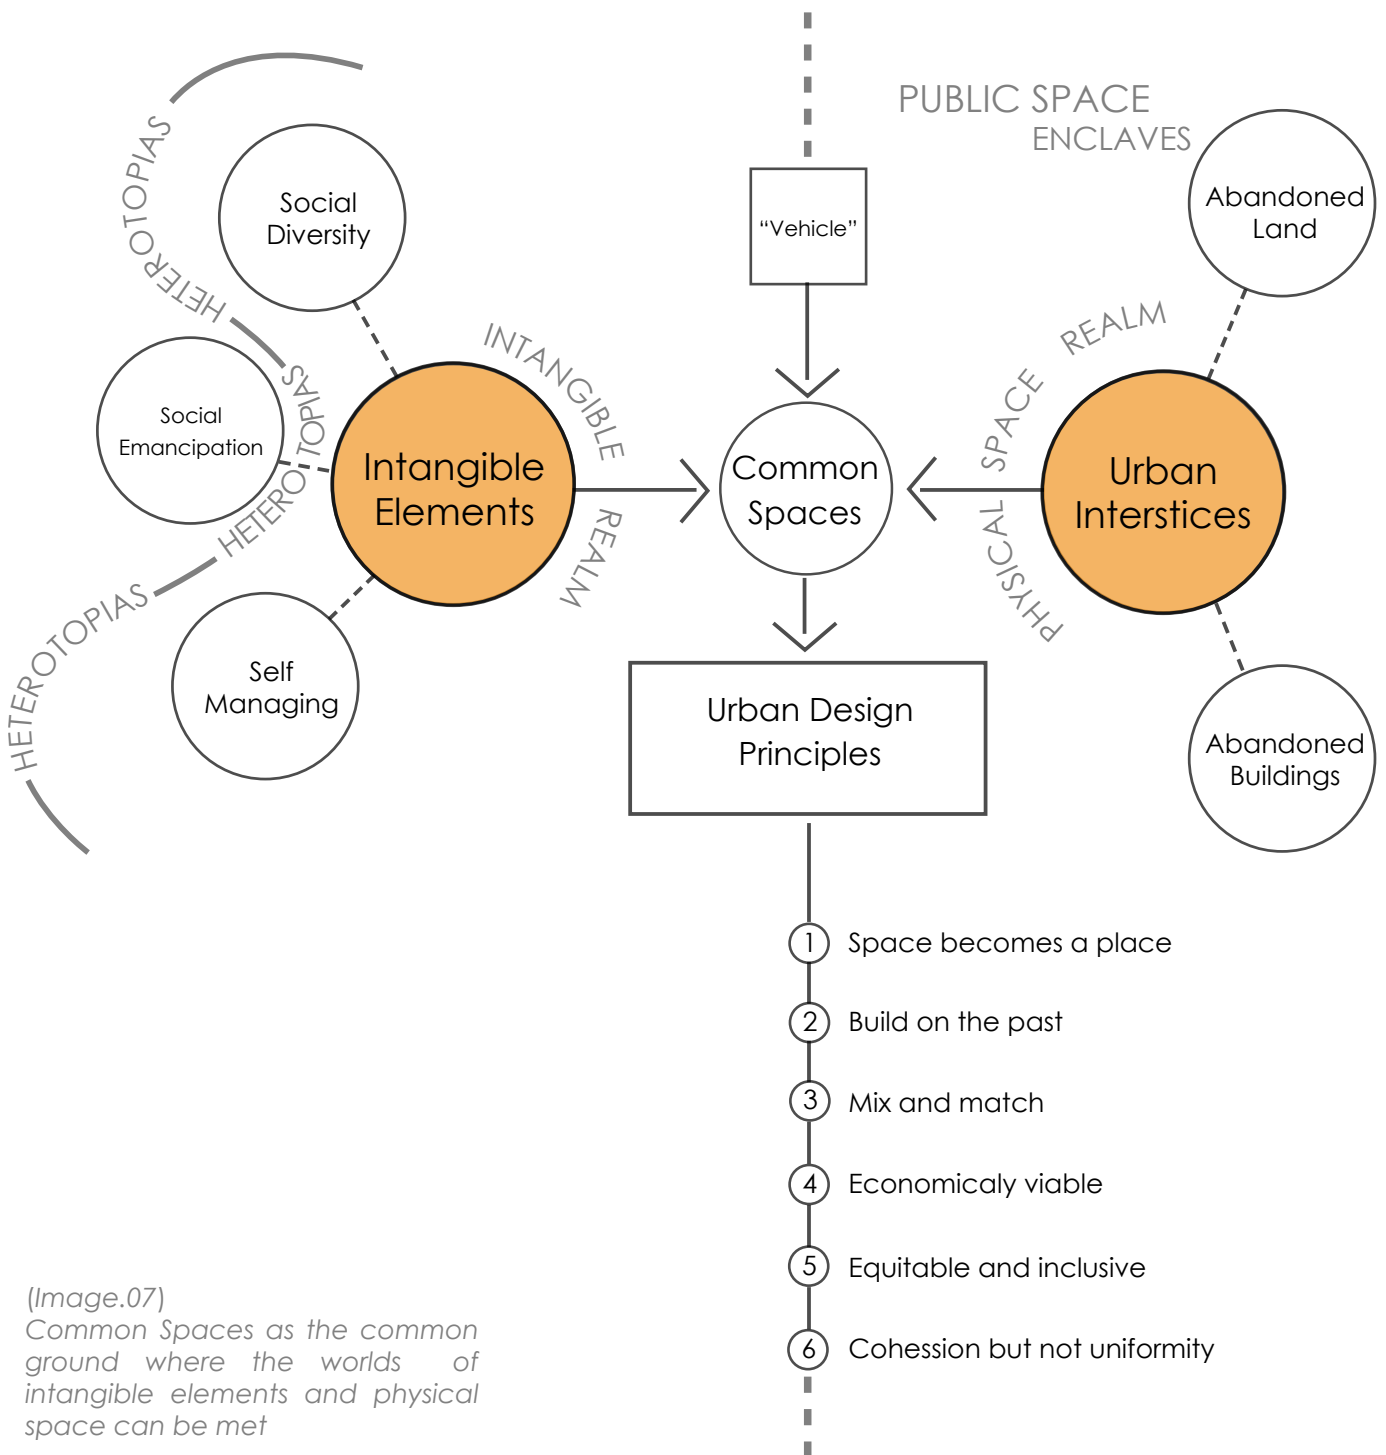 PUBLIC SPACE
ENCLAVES
HETEROTOPIAS
HETEROTOPIAS
HETEROTOPIAS
Social
Diversity
Social
Emancipation
Self
Managing
INTANGIBLE
REALM
Intangible
Elements
“Vehicle”
Common
Spaces
PHYSICAL SPACE REALM
Urban
Interstices
Abandoned
Land
Abandoned
Buildings
Urban Design
Principles
1 Space becomes a place
2 Build on the past
3 Mix and match
4 Economicaly viable
5 Equitable and inclusive
6 Cohession but not uniformity
(Image.07)
Common Spaces as the common
ground where the worlds of
intangible elements and physical
space can be met